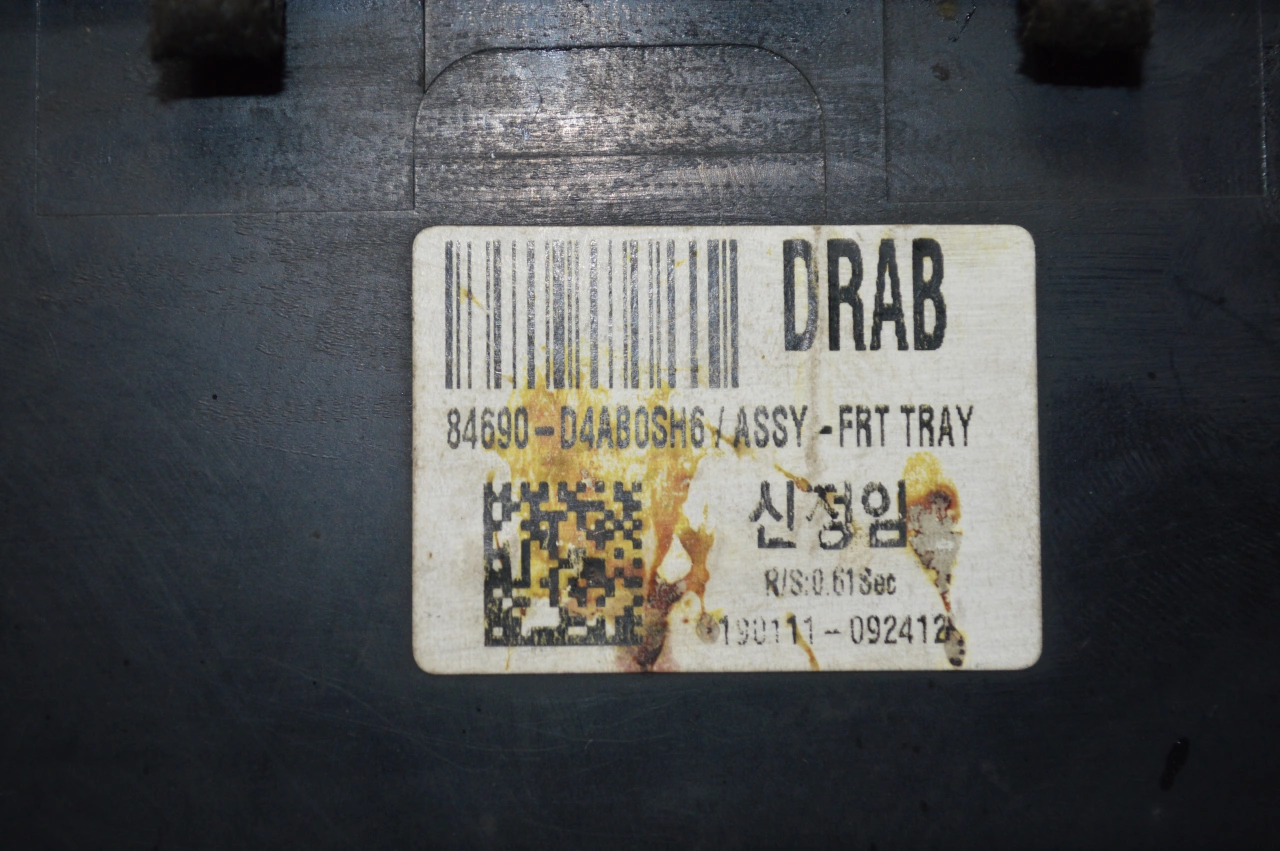 DRAB
84690-D4AB0SH6 / ASSY -FRT TRAY
신정임
R/S:0.61Sec
190111-092412